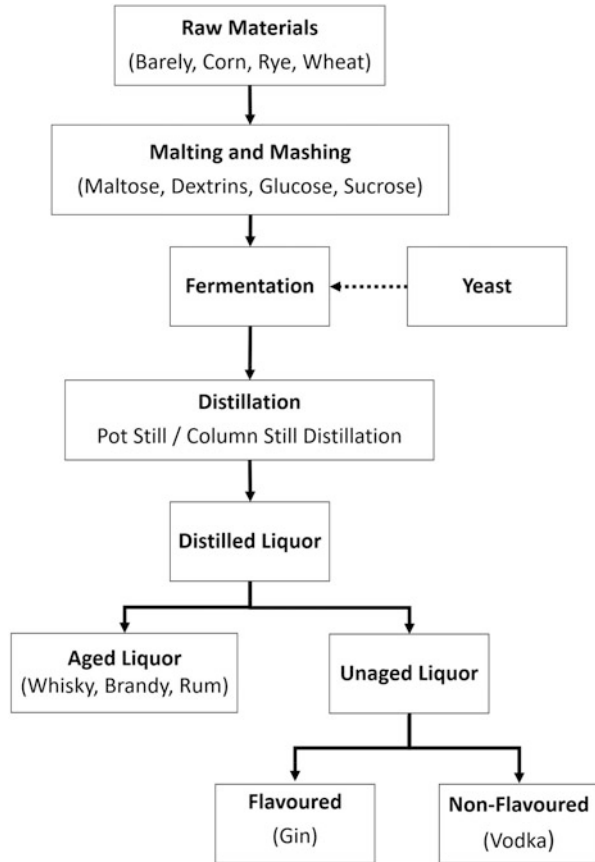 Raw Materials
(Barely, Corn, Rye, Wheat)
Malting and Mashing
(Maltose, Dextrins, Glucose, Sucrose)
Fermentation
Yeast
Distillation
Pot Still / Column Still Distillation
Distilled Liquor
Aged Liquor
(Whisky, Brandy, Rum)
Unaged Liquor
Flavoured
(Gin)
Non-Flavoured
(Vodka)